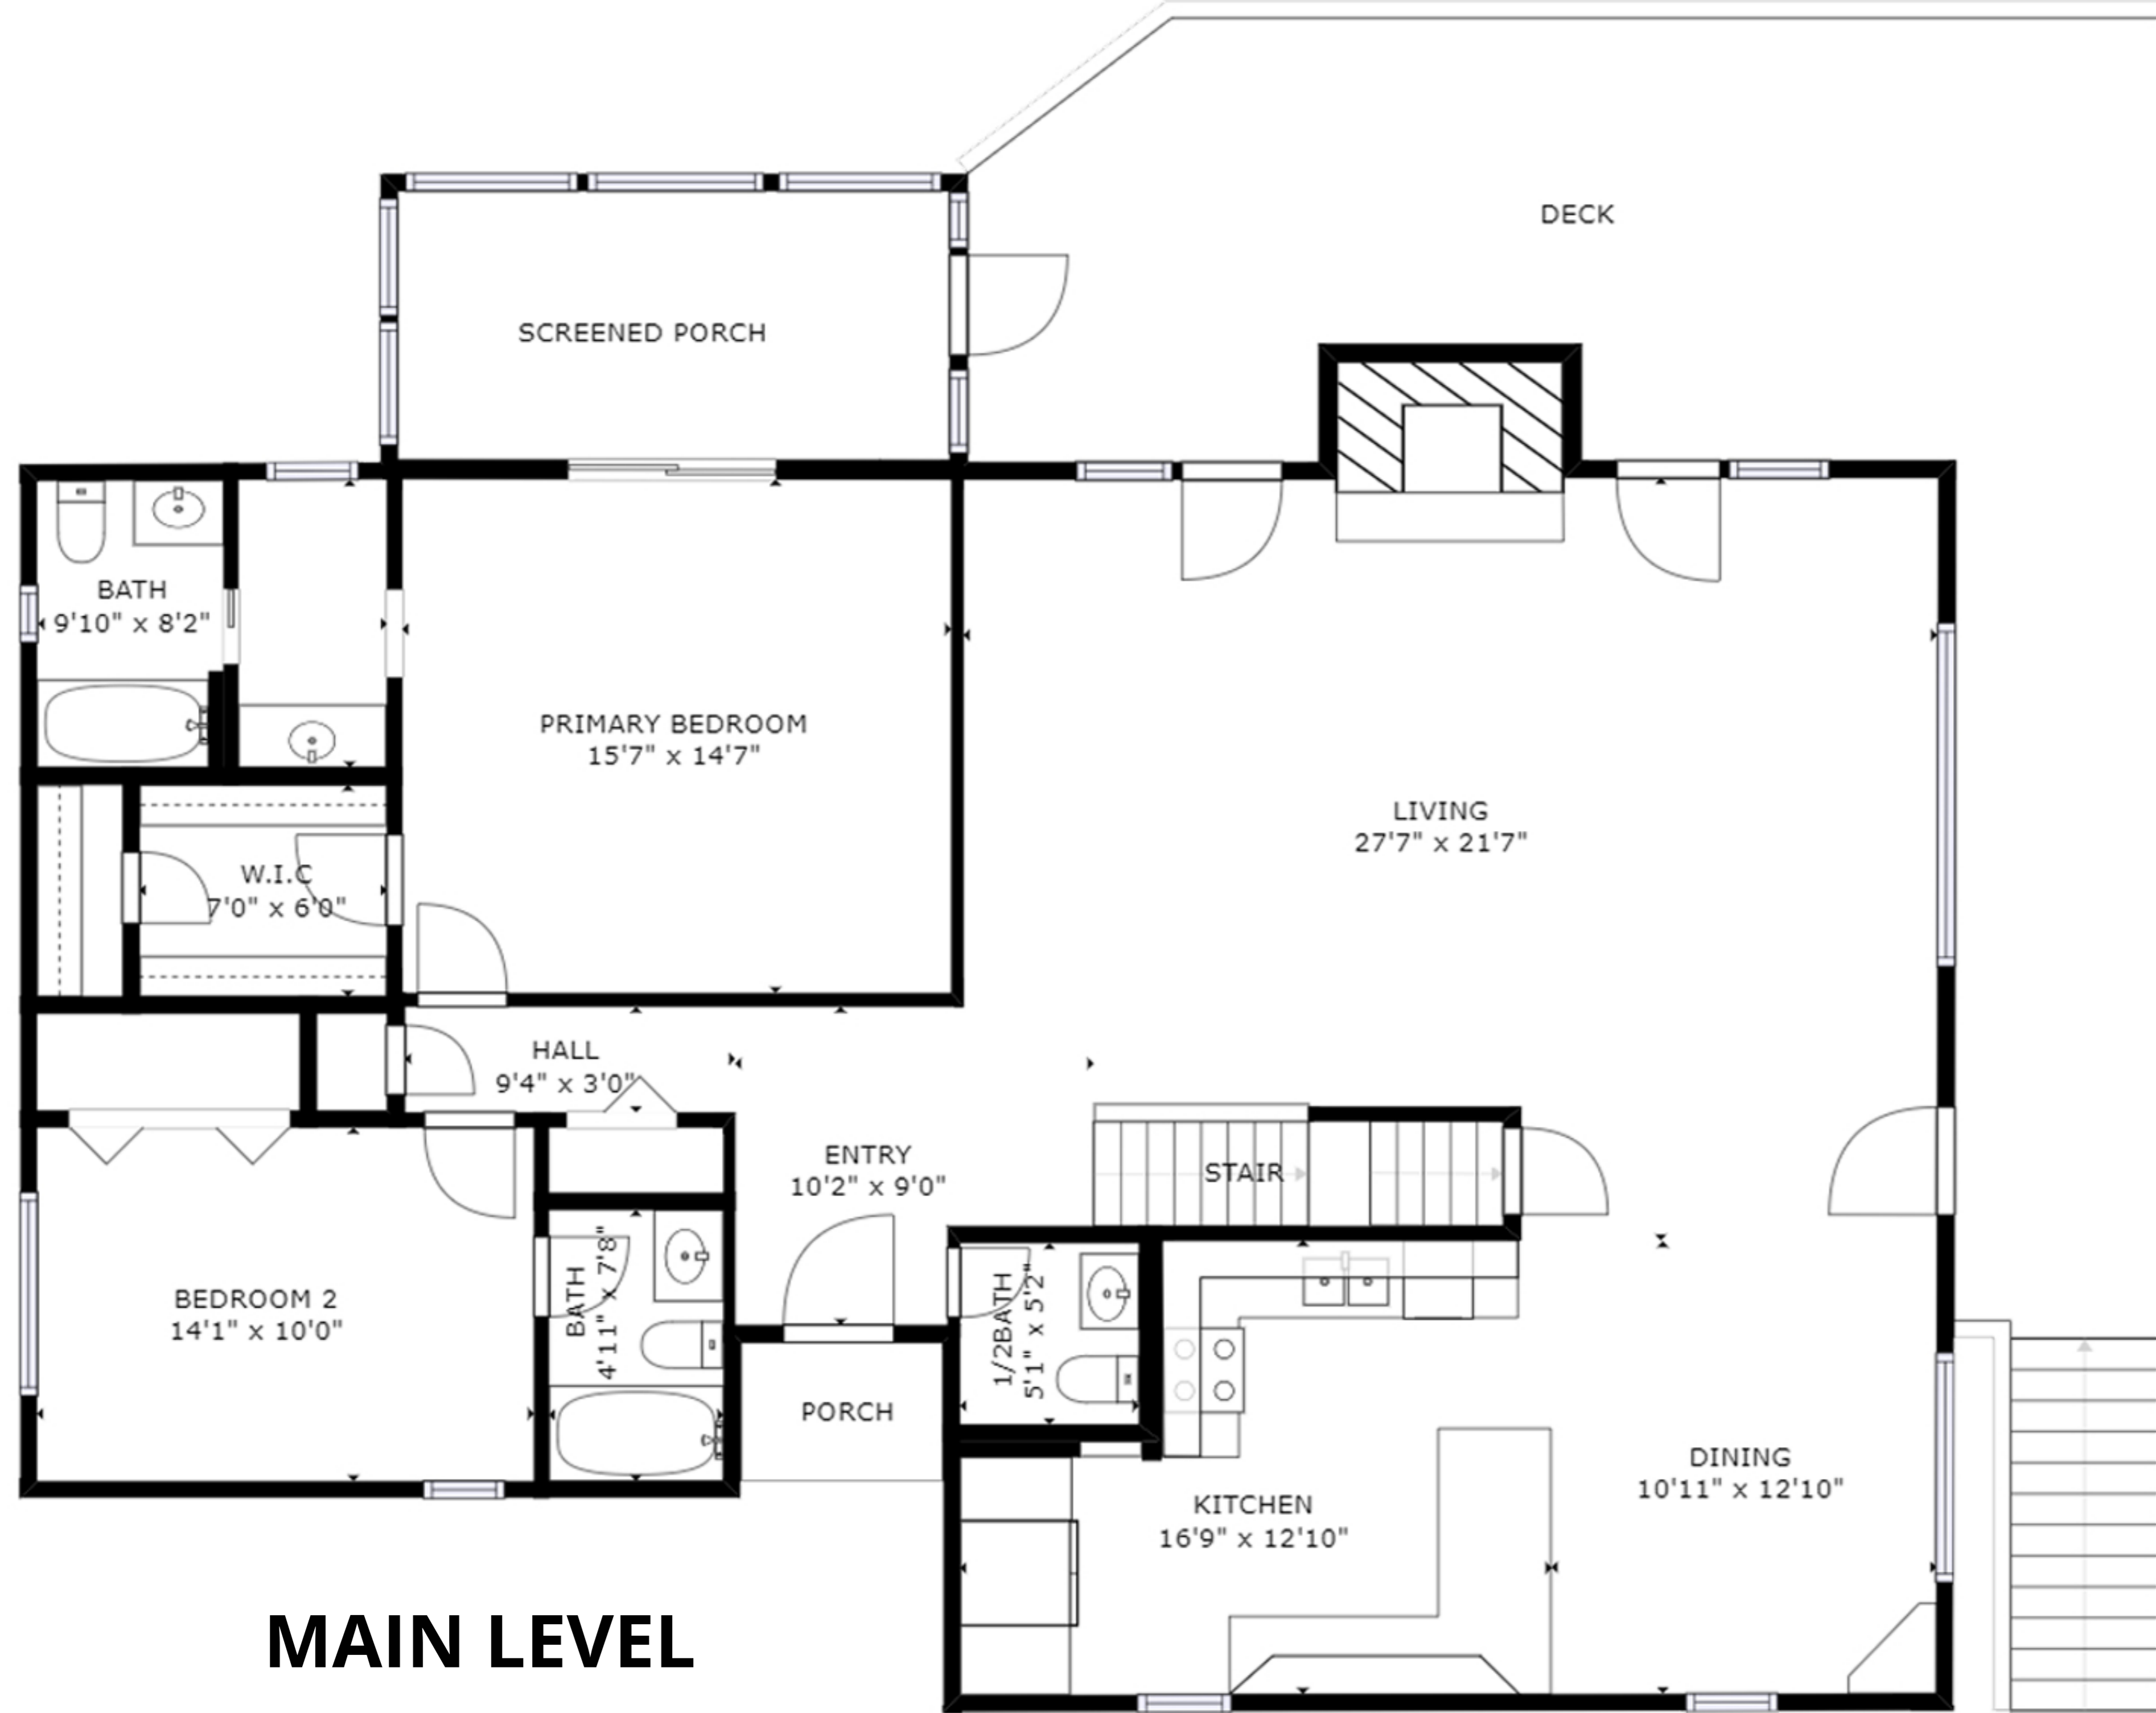 DECK
SCREENED PORCH
BATH
9'10" x 8'2"
PRIMARY BEDROOM
15'7" x 14'7"
LIVING
27'7" x 21'7"
W.I.C
7'0" x 6'0"
HALL
9'4" x 3'0"
ENTRY
10'2" x 9'0"
STAIR
BEDROOM 2
14'1" x 10'0"
BATH
4'11" x 7'8"
1/2BATH
5'1" x 5'2"
PORCH
DINING
10'11" x 12'10"
KITCHEN
16'9" x 12'10"
MAIN LEVEL